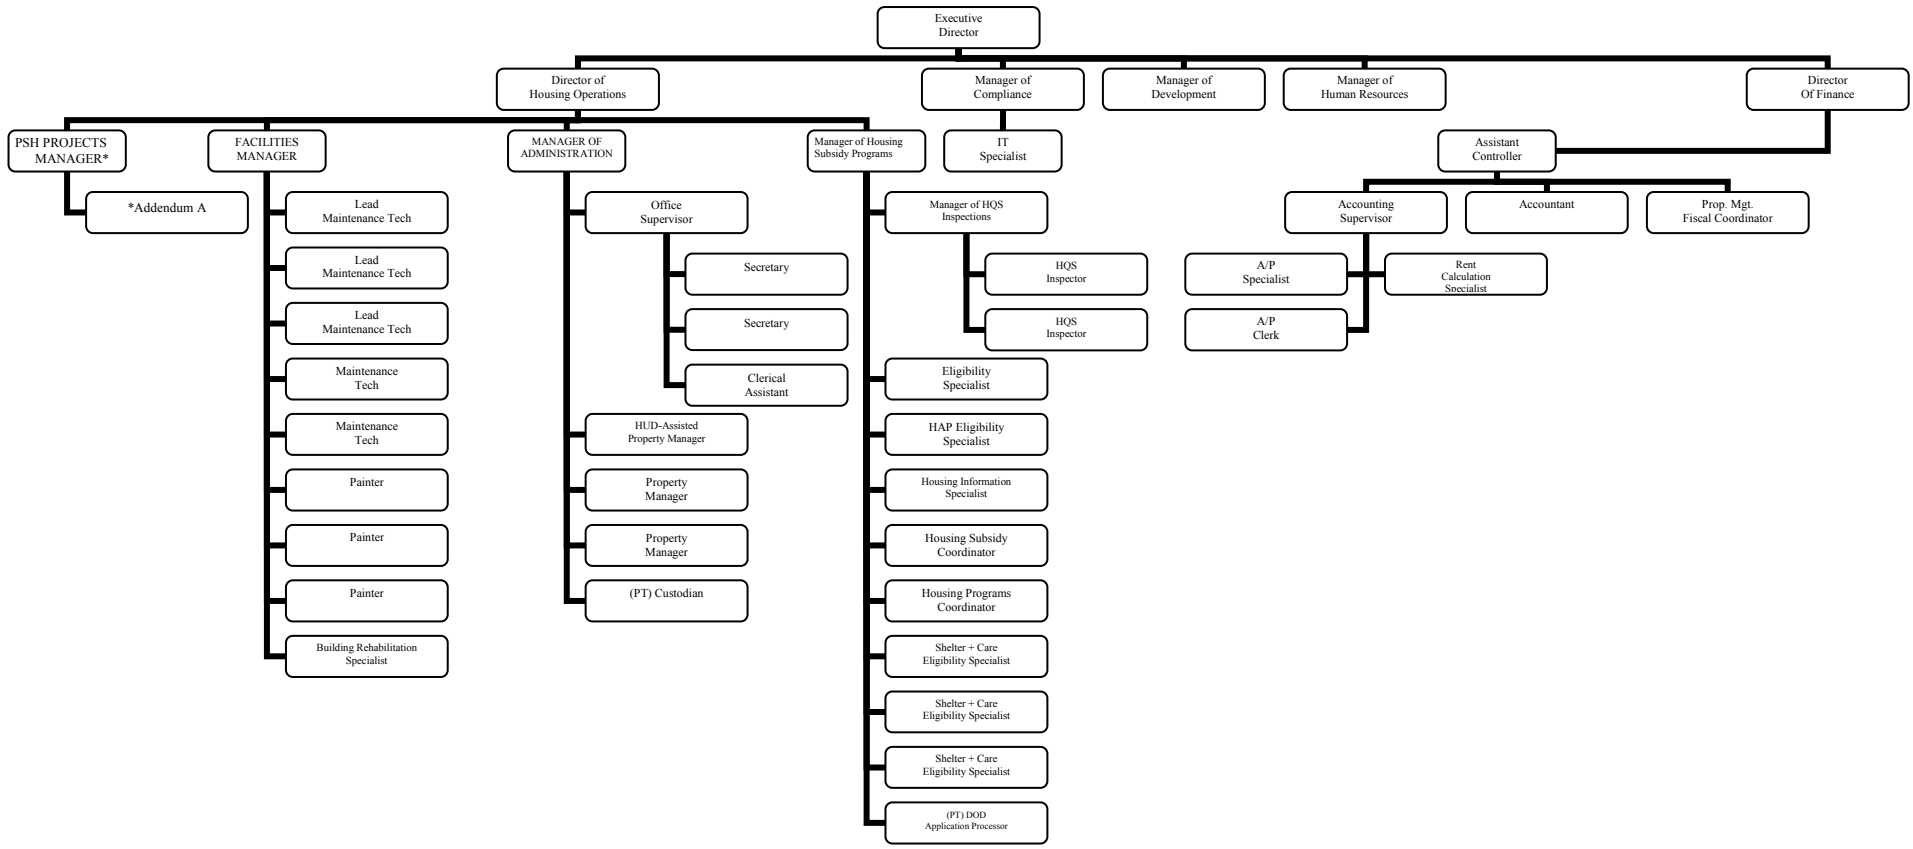 Executive
Director
Director of
Housing Operations
Manager of
Compliance
Manager of
Development
Manager of
Human Resources
Director
Of Finance
PSH PROJECTS
MANAGER*
FACILITIES
MANAGER
MANAGER OF
ADMINISTRATION
Manager of Housing
Subsidy Programs
IT
Specialist
Assistant
Controller
*Addendum A
Lead
Maintenance Tech
Lead
Maintenance Tech
Lead
Maintenance Tech
Maintenance
Tech
Maintenance
Tech
Painter
Painter
Painter
Building Rehabilitation
Specialist
Office
Supervisor
Secretary
Secretary
Clerical
Assistant
HUD-Assisted
Property Manager
Property
Manager
Property
Manager
(PT) Custodian
Manager of HQS
Inspections
HQS
Inspector
HQS
Inspector
Eligibility
Specialist
HAP Eligibility
Specialist
Housing Information
Specialist
Housing Subsidy
Coordinator
Housing Programs
Coordinator
Shelter + Care
Eligibility Specialist
Shelter + Care
Eligibility Specialist
Shelter + Care
Eligibility Specialist
(PT) DOD
Application Processor
Accounting
Supervisor
Accountant
Prop. Mgt.
Fiscal Coordinator
A/P
Specialist
Rent
Calculation
Specialist
A/P
Clerk